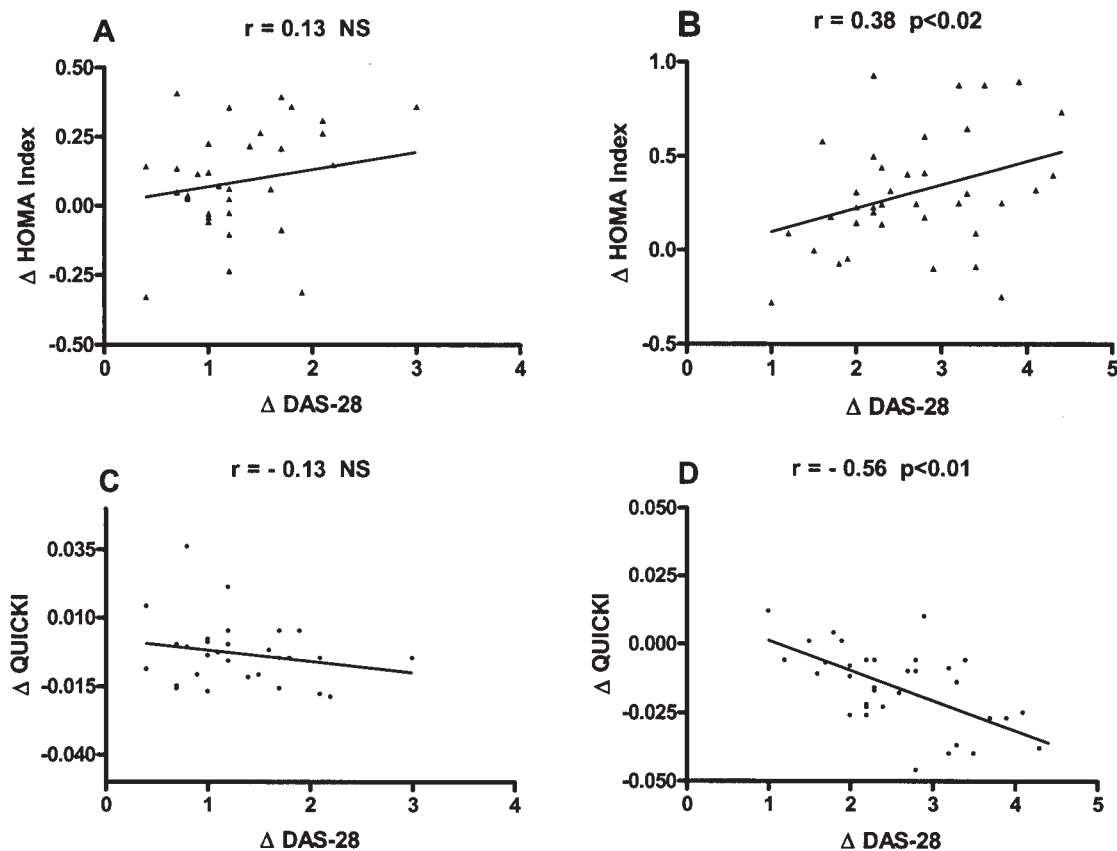 A
r = 0.13 NS
Δ HOMA Index
0.50
0.25
0.00
-0.25
-0.50
0 1 2 3 4
Δ DAS-28
B
r = 0.38 p<0.02
Δ HOMA Index
1.0
0.5
0.0
-0.5
0 1 2 3 4 5
Δ DAS-28
C
r = - 0.13 NS
Δ QUICKI
0.035
0.010
-0.015
-0.040
0 1 2 3 4
Δ DAS-28
D
r = - 0.56 p<0.01
Δ QUICKI
0.050
0.025
0.000
-0.025
-0.050
0 1 2 3 4 5
Δ DAS-28